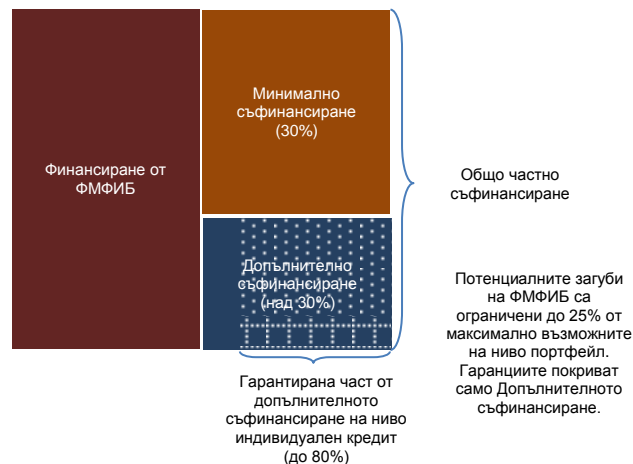 Финансиране от
ФМФИБ
Минимално
съфинансиране
(30%)
Допълнително
съфинансиране
(над 30%)
Общо частно
съфинансиране
Потенциалните загуби
на ФМФИБ са
ограничени до 25% от
максимално възможните
на ниво портфейл.
Гаранциите покриват
само Допълнителното
съфинансиране.
Гарантирана част от
допълнителното
съфинансиране на ниво
индивидуален кредит
(до 80%)